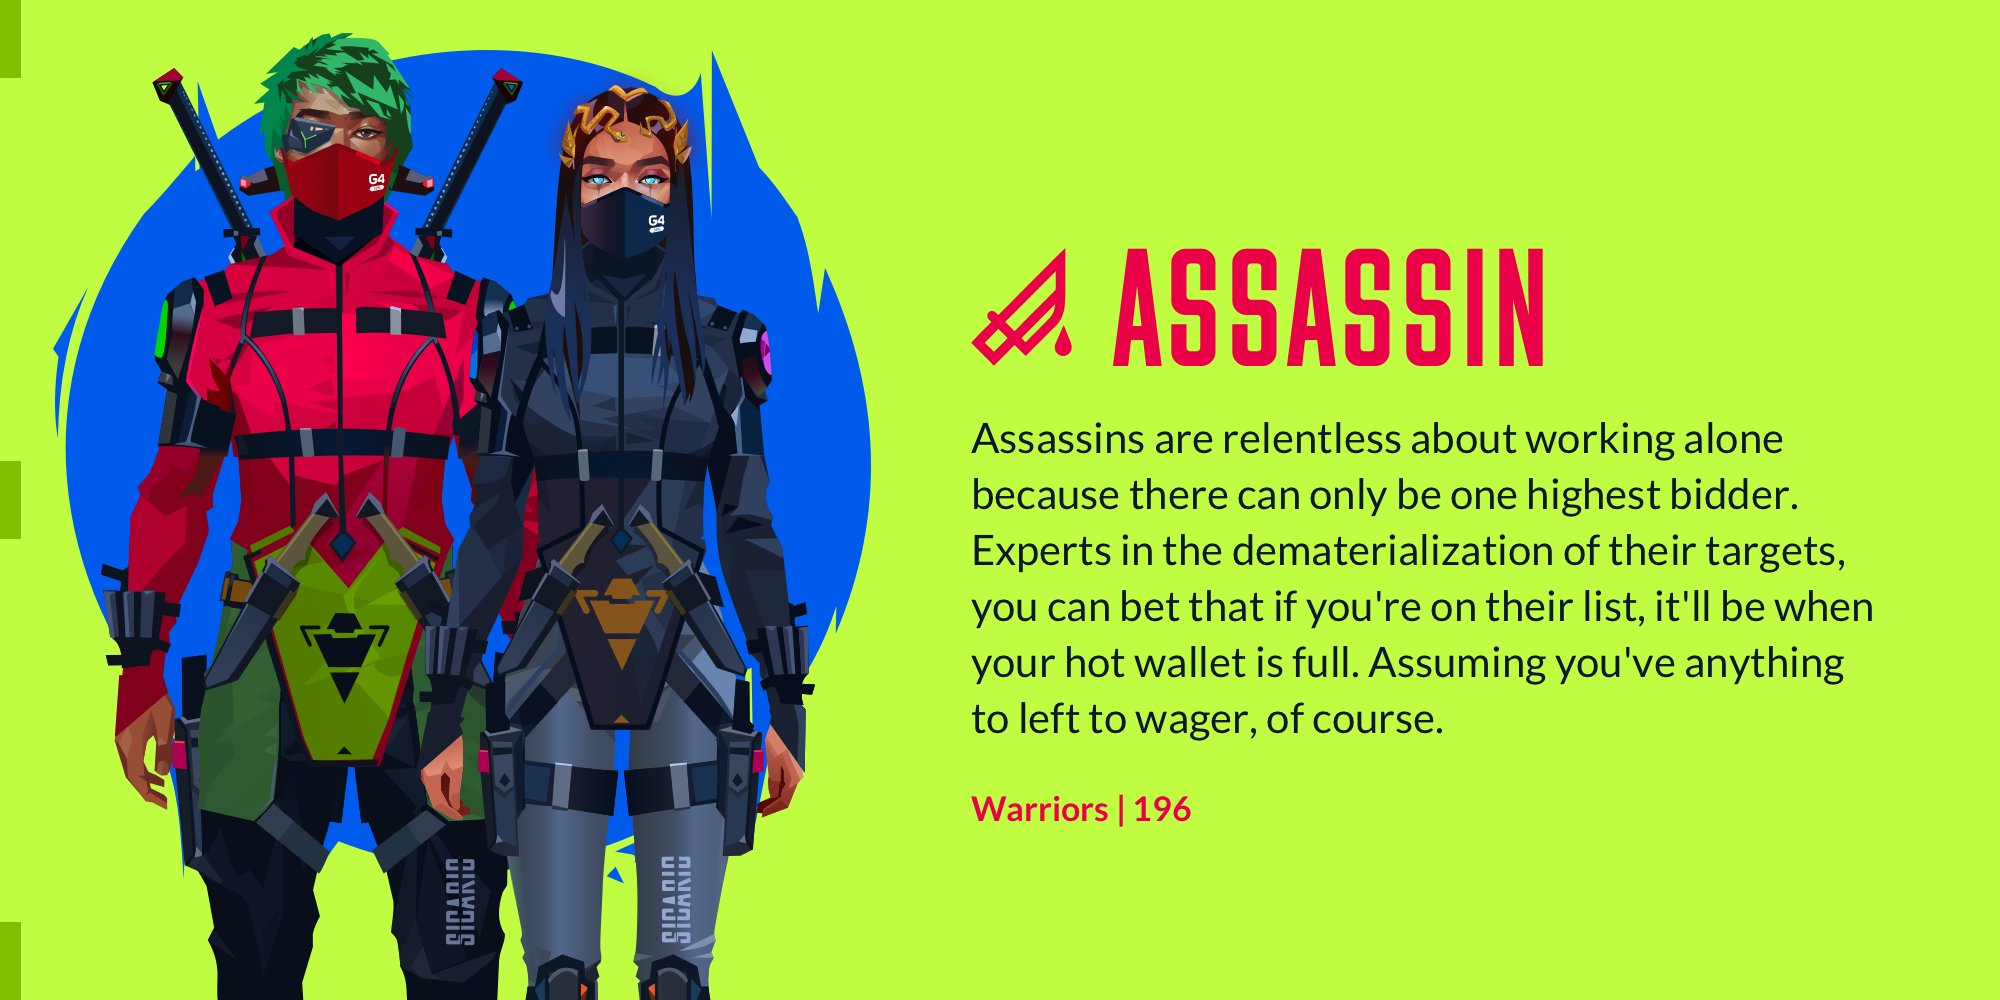 G4
G4
ASSASSIN
Assassins are relentless about working alone
because there can only be one highest bidder.
Experts in the dematerialization of their targets,
you can bet that if you're on their list, it'll be when
your hot wallet is full. Assuming you've anything
to left to wager, of course.
Warriors | 196
SICARIO
SICARIO